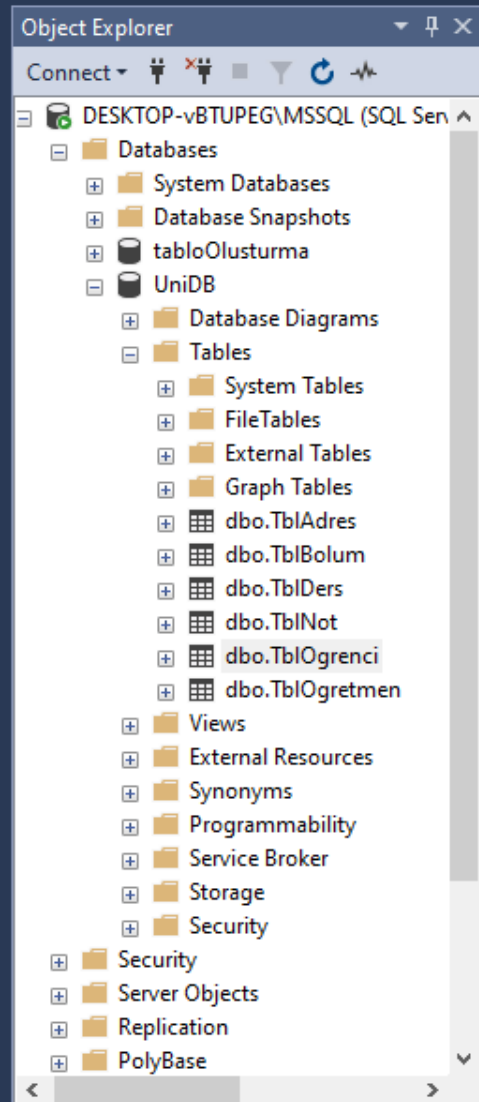 Object Explorer
Connect
DESKTOP-vBTUPEG\MSSQL (SQL Serv
Databases
System Databases
Database Snapshots
tabloOlusturma
UniDB
Database Diagrams
Tables
System Tables
FileTables
External Tables
Graph Tables
dbo.TblAdres
dbo.TblBolum
dbo.TblDers
dbo.TblNot
dbo.TblOgrenci
dbo.TblOgretmen
Views
External Resources
Synonyms
Programmability
Service Broker
Storage
Security
Security
Server Objects
Replication
PolyBase